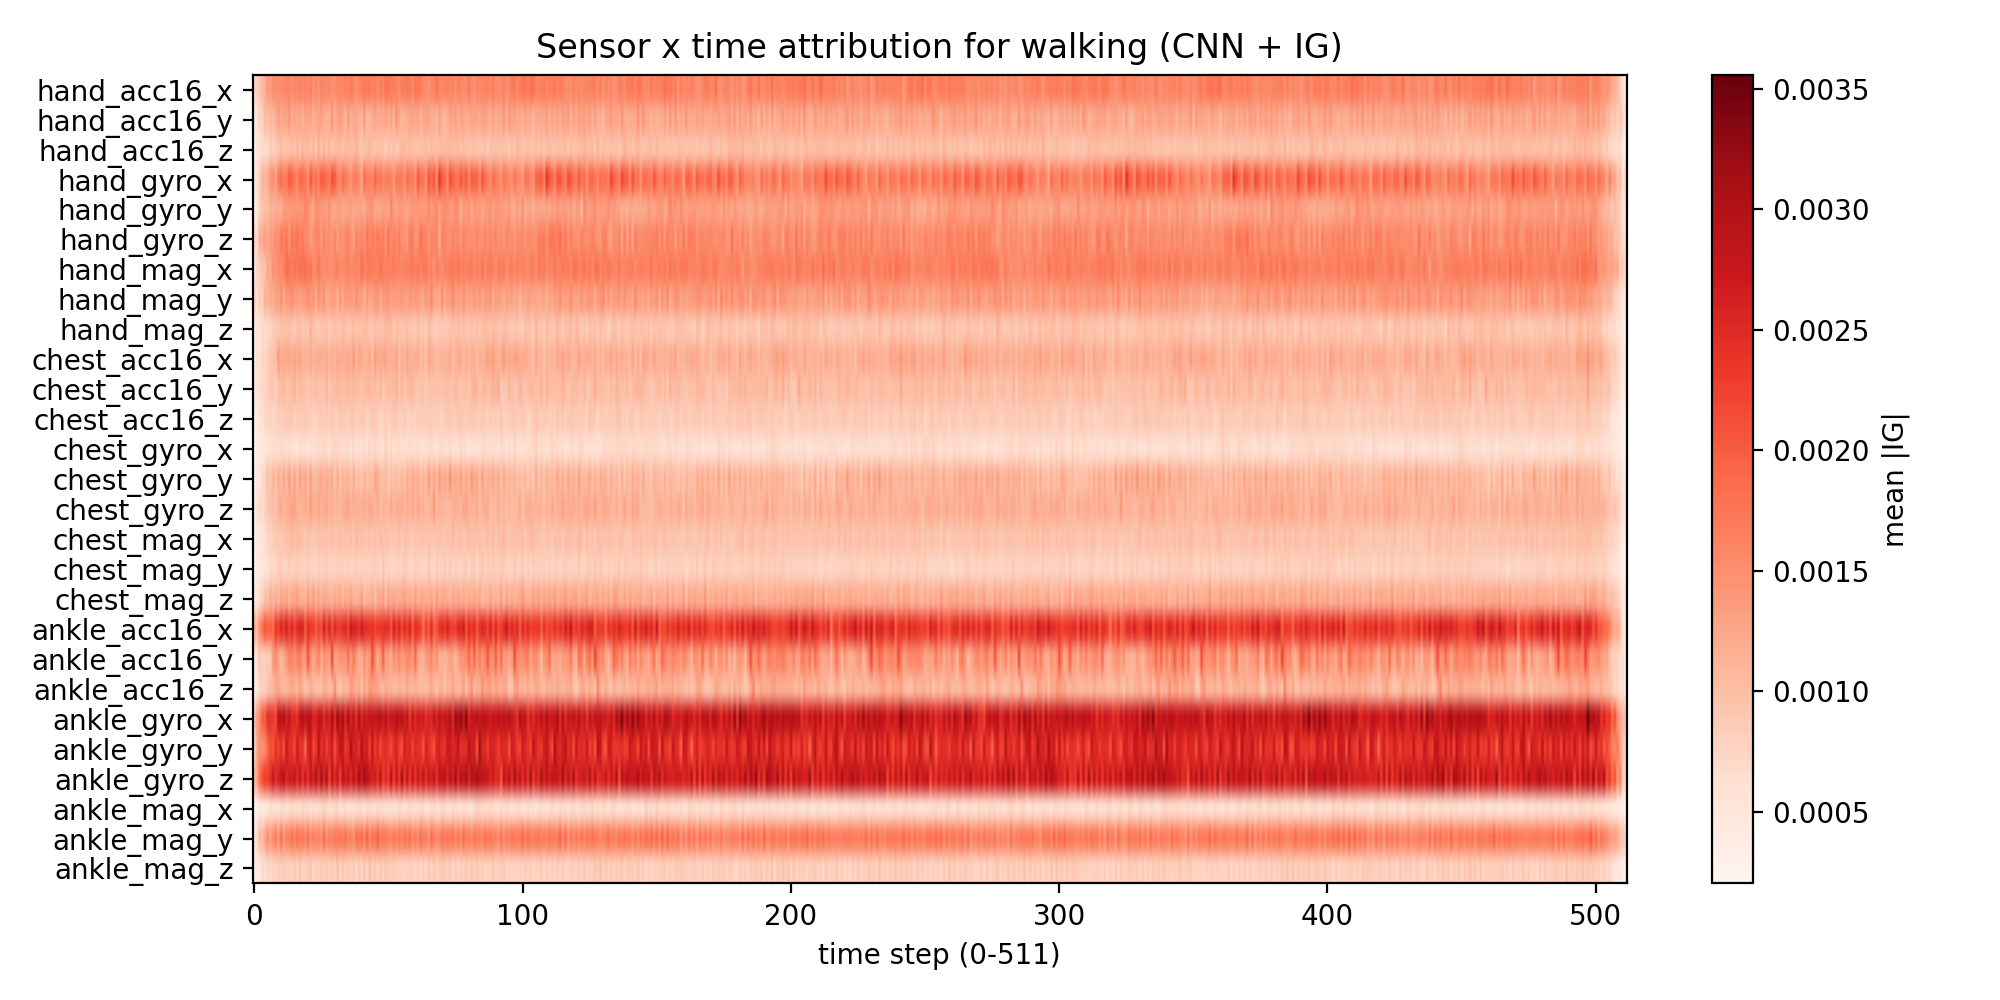 Sensor x time attribution for walking (CNN + IG)
hand_acc16_x
hand_acc16_y
hand_acc16_z
hand_gyro_x
hand_gyro_y
hand_gyro_z
hand_mag_x
hand_mag_y
hand_mag_z
chest_acc16_x
chest_acc16_y
chest_acc16_z
chest_gyro_x
chest_gyro_y
chest_gyro_z
chest_mag_x
chest_mag_y
chest_mag_z
ankle_acc16_x
ankle_acc16_y
ankle_acc16_z
ankle_gyro_x
ankle_gyro_y
ankle_gyro_z
ankle_mag_x
ankle_mag_y
ankle_mag_z
0 100 200 300 400 500
time step (0-511)
0.0035
0.0030
0.0025
0.0020
0.0015
0.0010
0.0005
mean |IG|